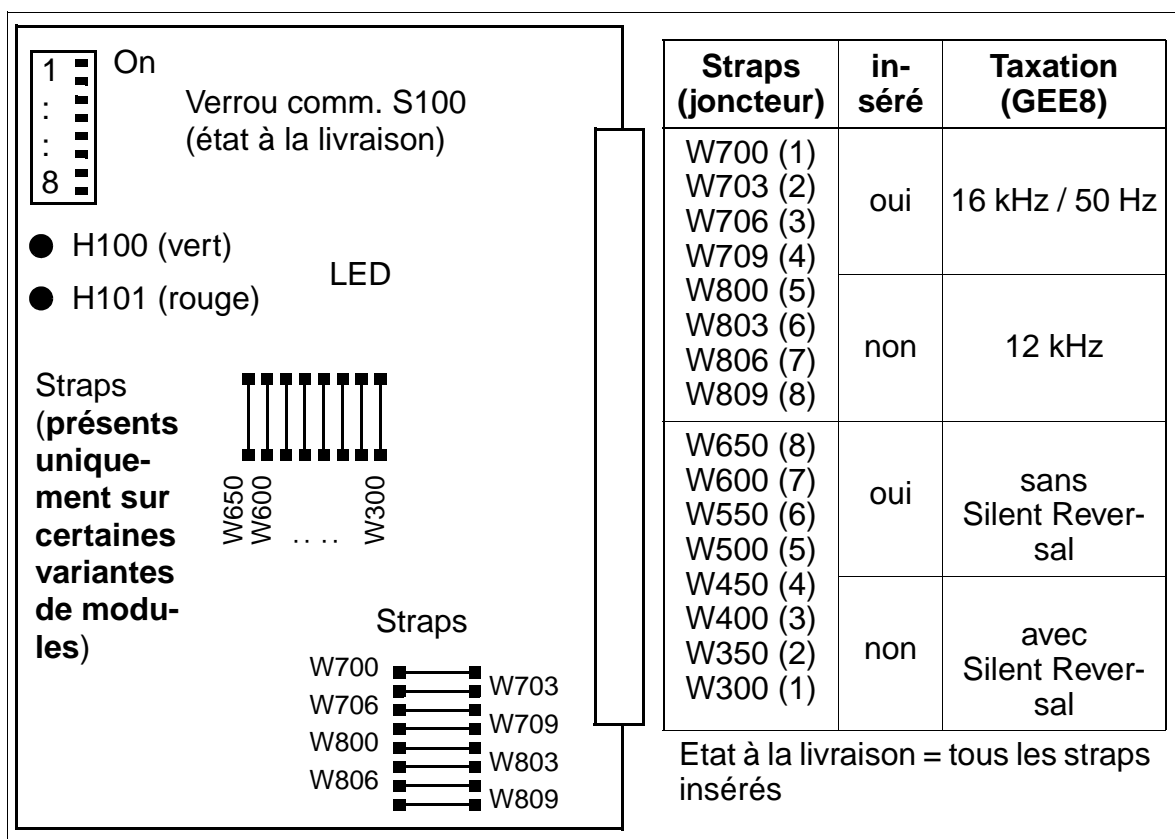 1
:
:
8
On
Verrou comm. S100
(état à la livraison)
H100 (vert)
H101 (rouge)
LED
Straps
(présents
unique-
ment sur
certaines
variantes
de modu-
les)
W650
W600
.. ..
W300
Straps
W700
W703
W706
W709
W800
W803
W806
W809
Straps
(joncteur)
in-
séré
Taxation
(GEE8)
W700 (1)
W703 (2)
W706 (3)
W709 (4)
W800 (5)
W803 (6)
W806 (7)
W809 (8)
oui
16 kHz / 50 Hz
non
12 kHz
W650 (8)
W600 (7)
W550 (6)
W500 (5)
W450 (4)
W400 (3)
W350 (2)
W300 (1)
oui
sans
Silent Rever-
sal
non
avec
Silent Rever-
sal
Etat à la livraison = tous les straps
insérés